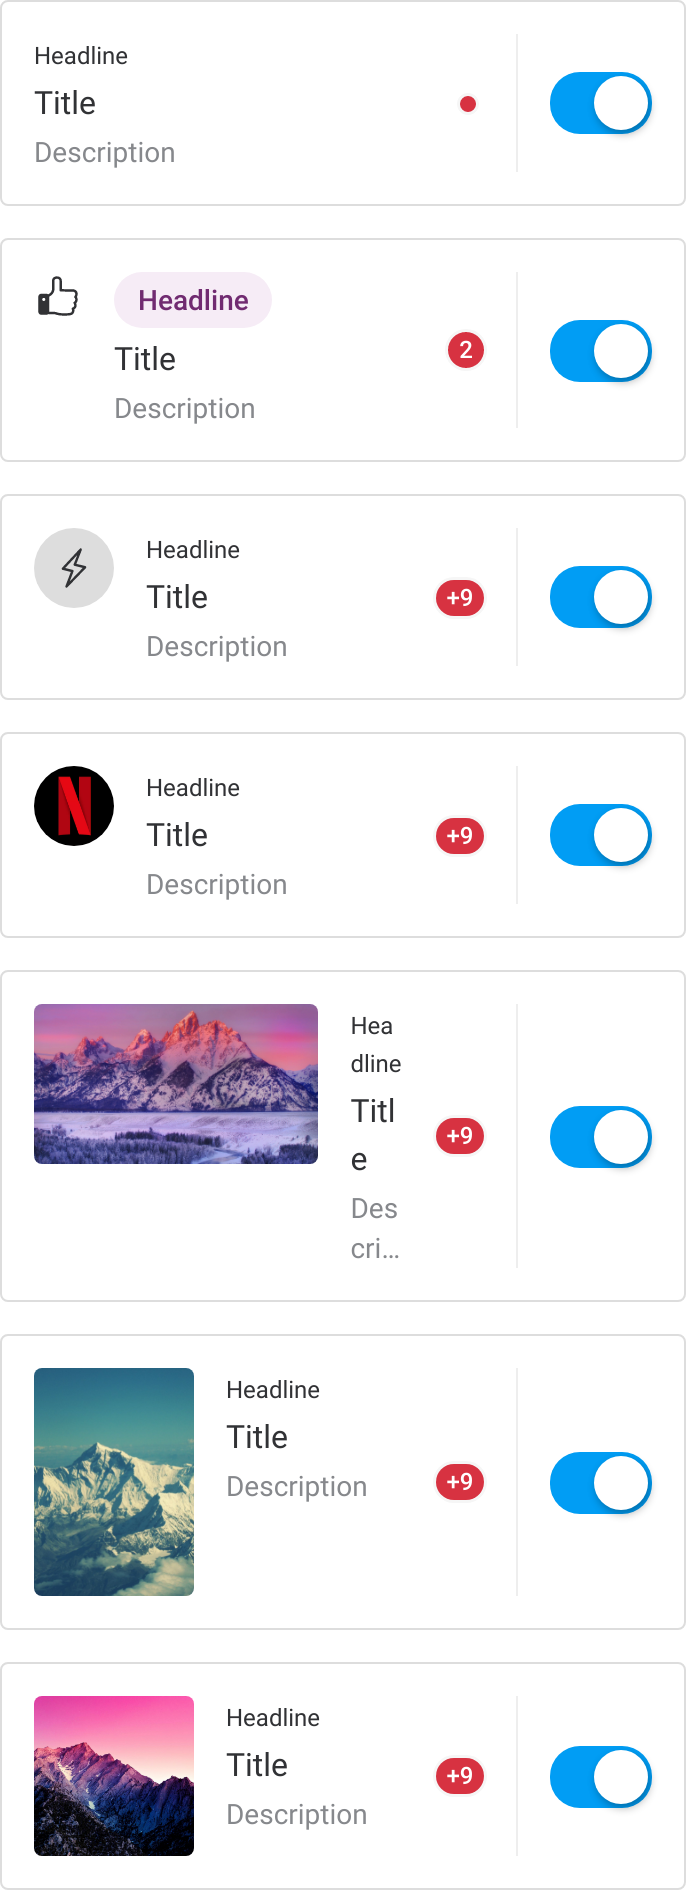 Headline
Title
Description
Headline
Title
2
Description
Headline
Title
+9
Description
N
Headline
Title
+9
Description
Hea
dline
Titl
e
+9
Des
cri...
Headline
Title
Description
+9
Headline
Title
+9
Description